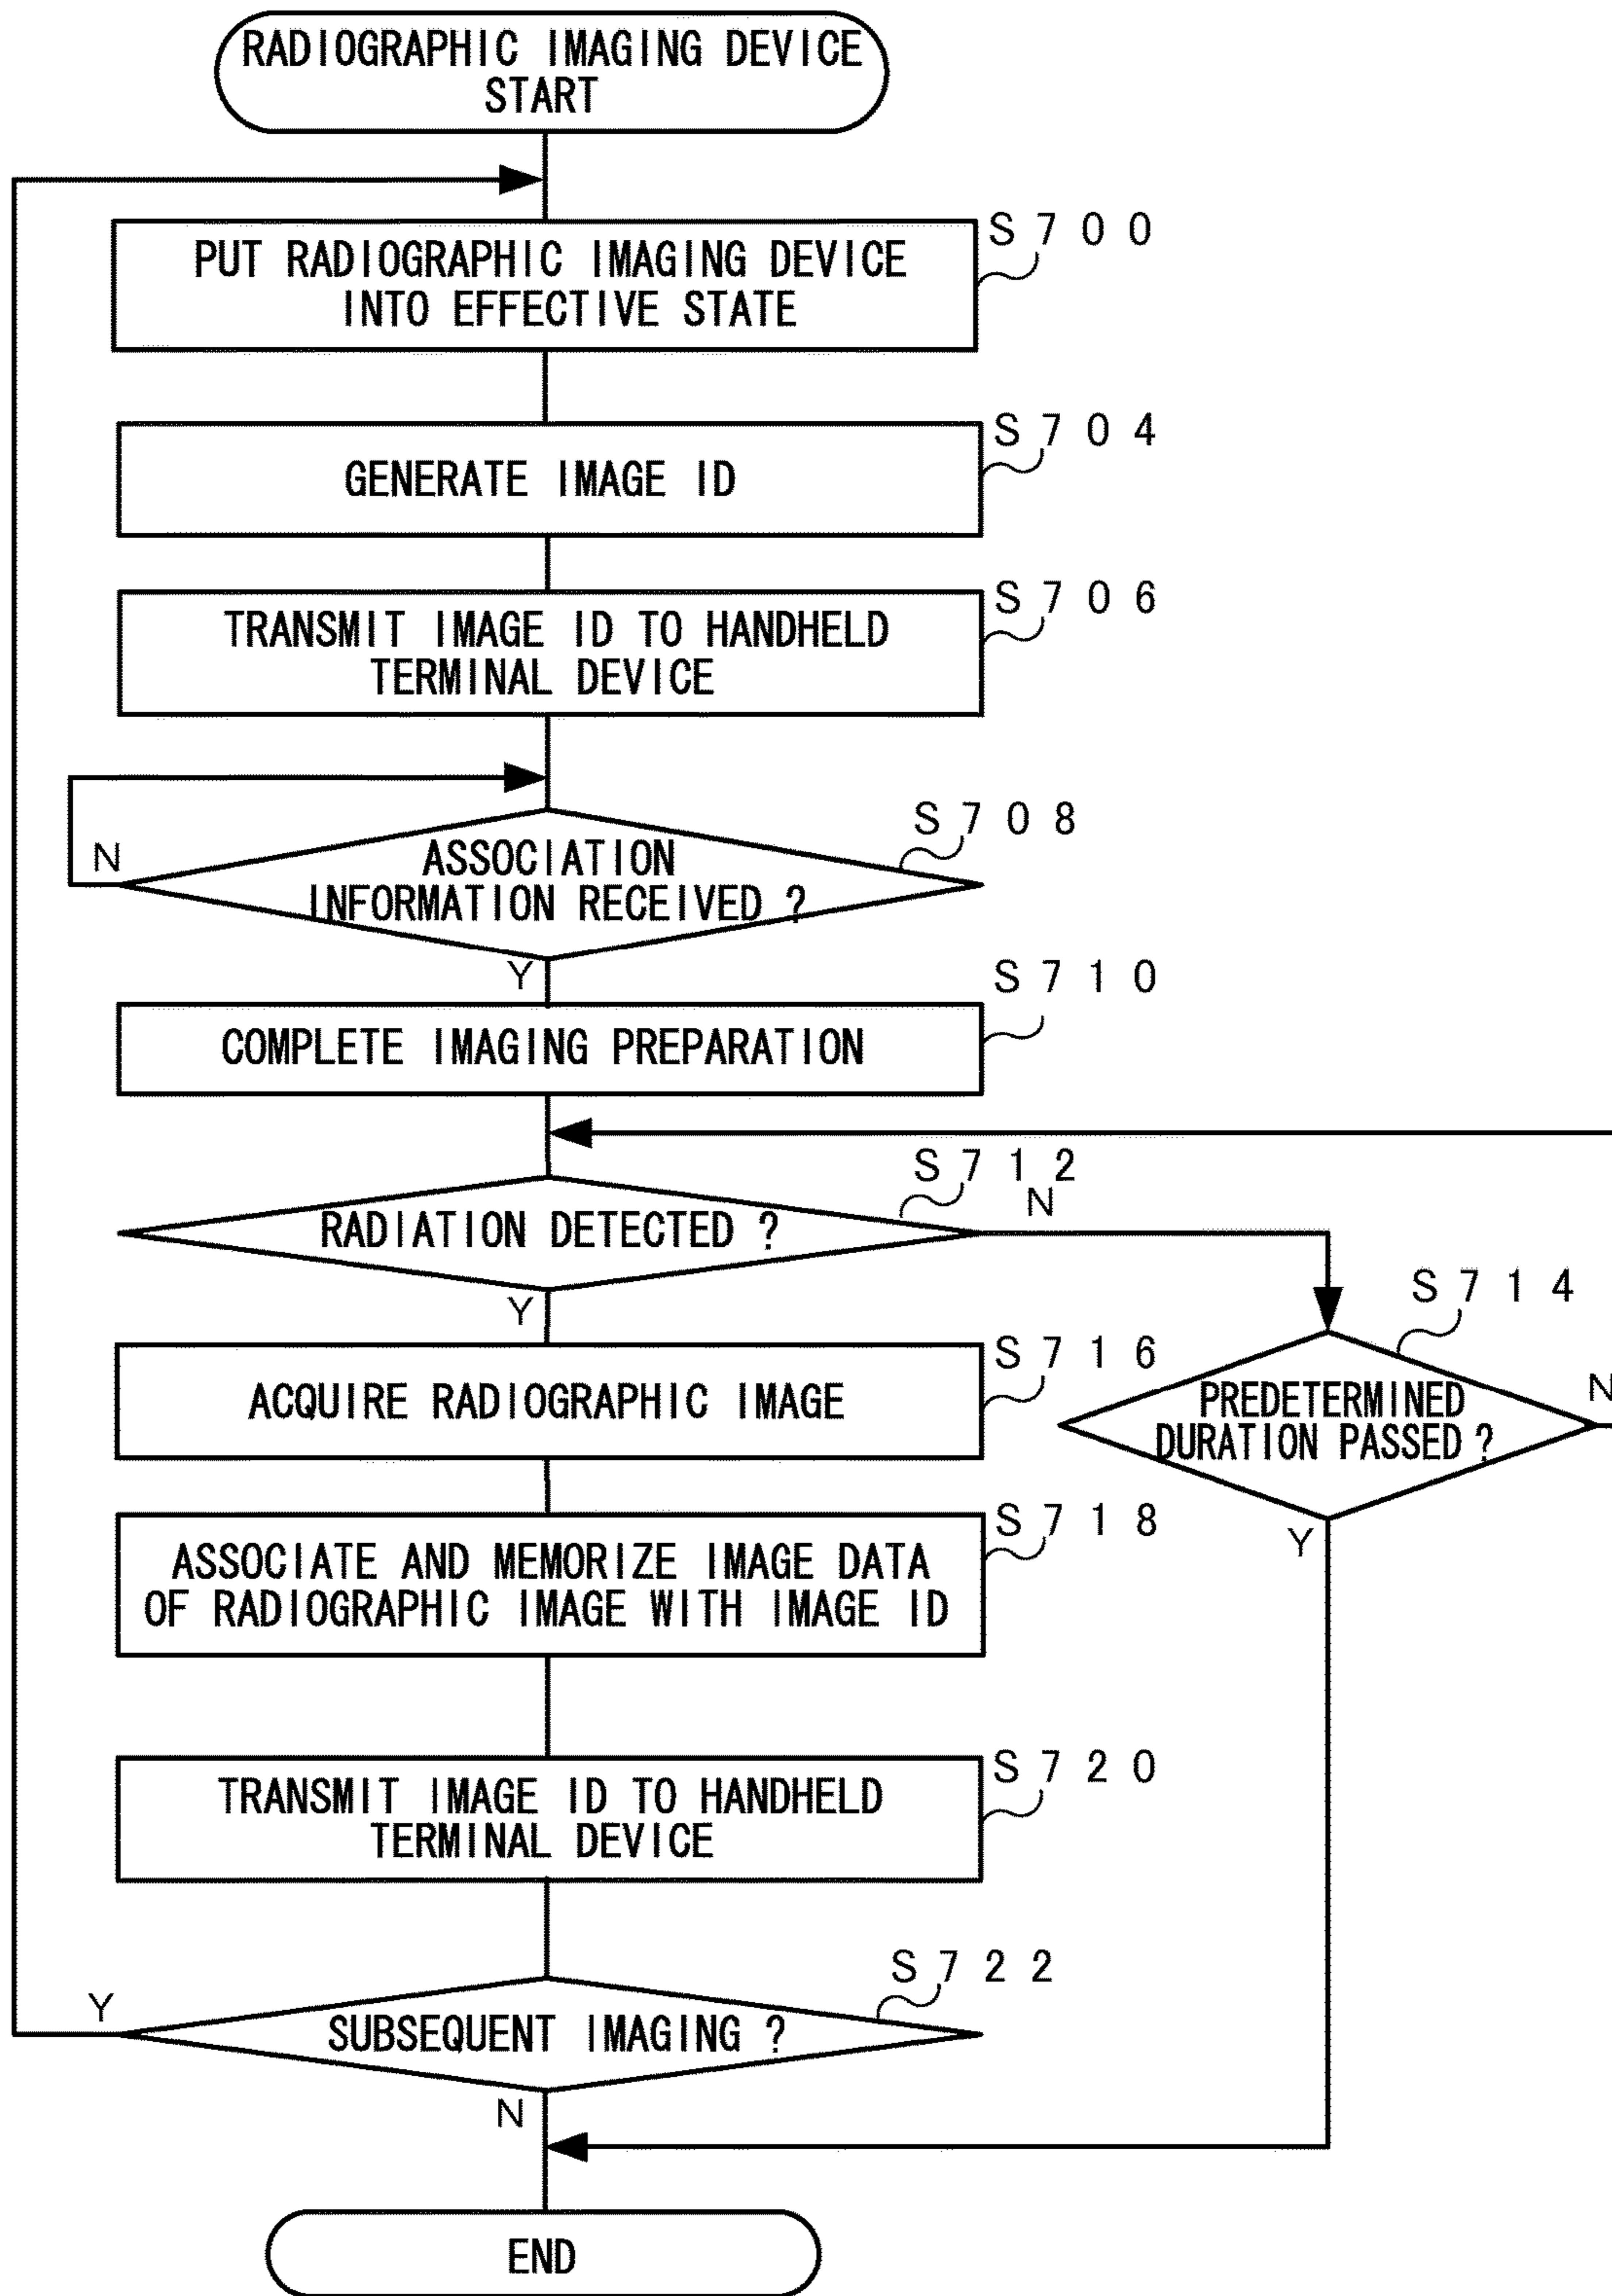 RADIOGRAPHIC IMAGING DEVICE
START
S700
PUT RADIOGRAPHIC IMAGING DEVICE
INTO EFFECTIVE STATE
S704
GENERATE IMAGE ID
S706
TRANSMIT IMAGE ID TO HANDHELD
TERMINAL DEVICE
S708
N
ASSOCIATION
INFORMATION RECEIVED ?
Y
S710
COMPLETE IMAGING PREPARATION
S712
N
RADIATION DETECTED ?
Y
S714
N
PREDETERMINED
DURATION PASSED ?
Y
S716
ACQUIRE RADIOGRAPHIC IMAGE
S718
ASSOCIATE AND MEMORIZE IMAGE DATA
OF RADIOGRAPHIC IMAGE WITH IMAGE ID
S720
TRANSMIT IMAGE ID TO HANDHELD
TERMINAL DEVICE
S722
Y
SUBSEQUENT IMAGING ?
N
END